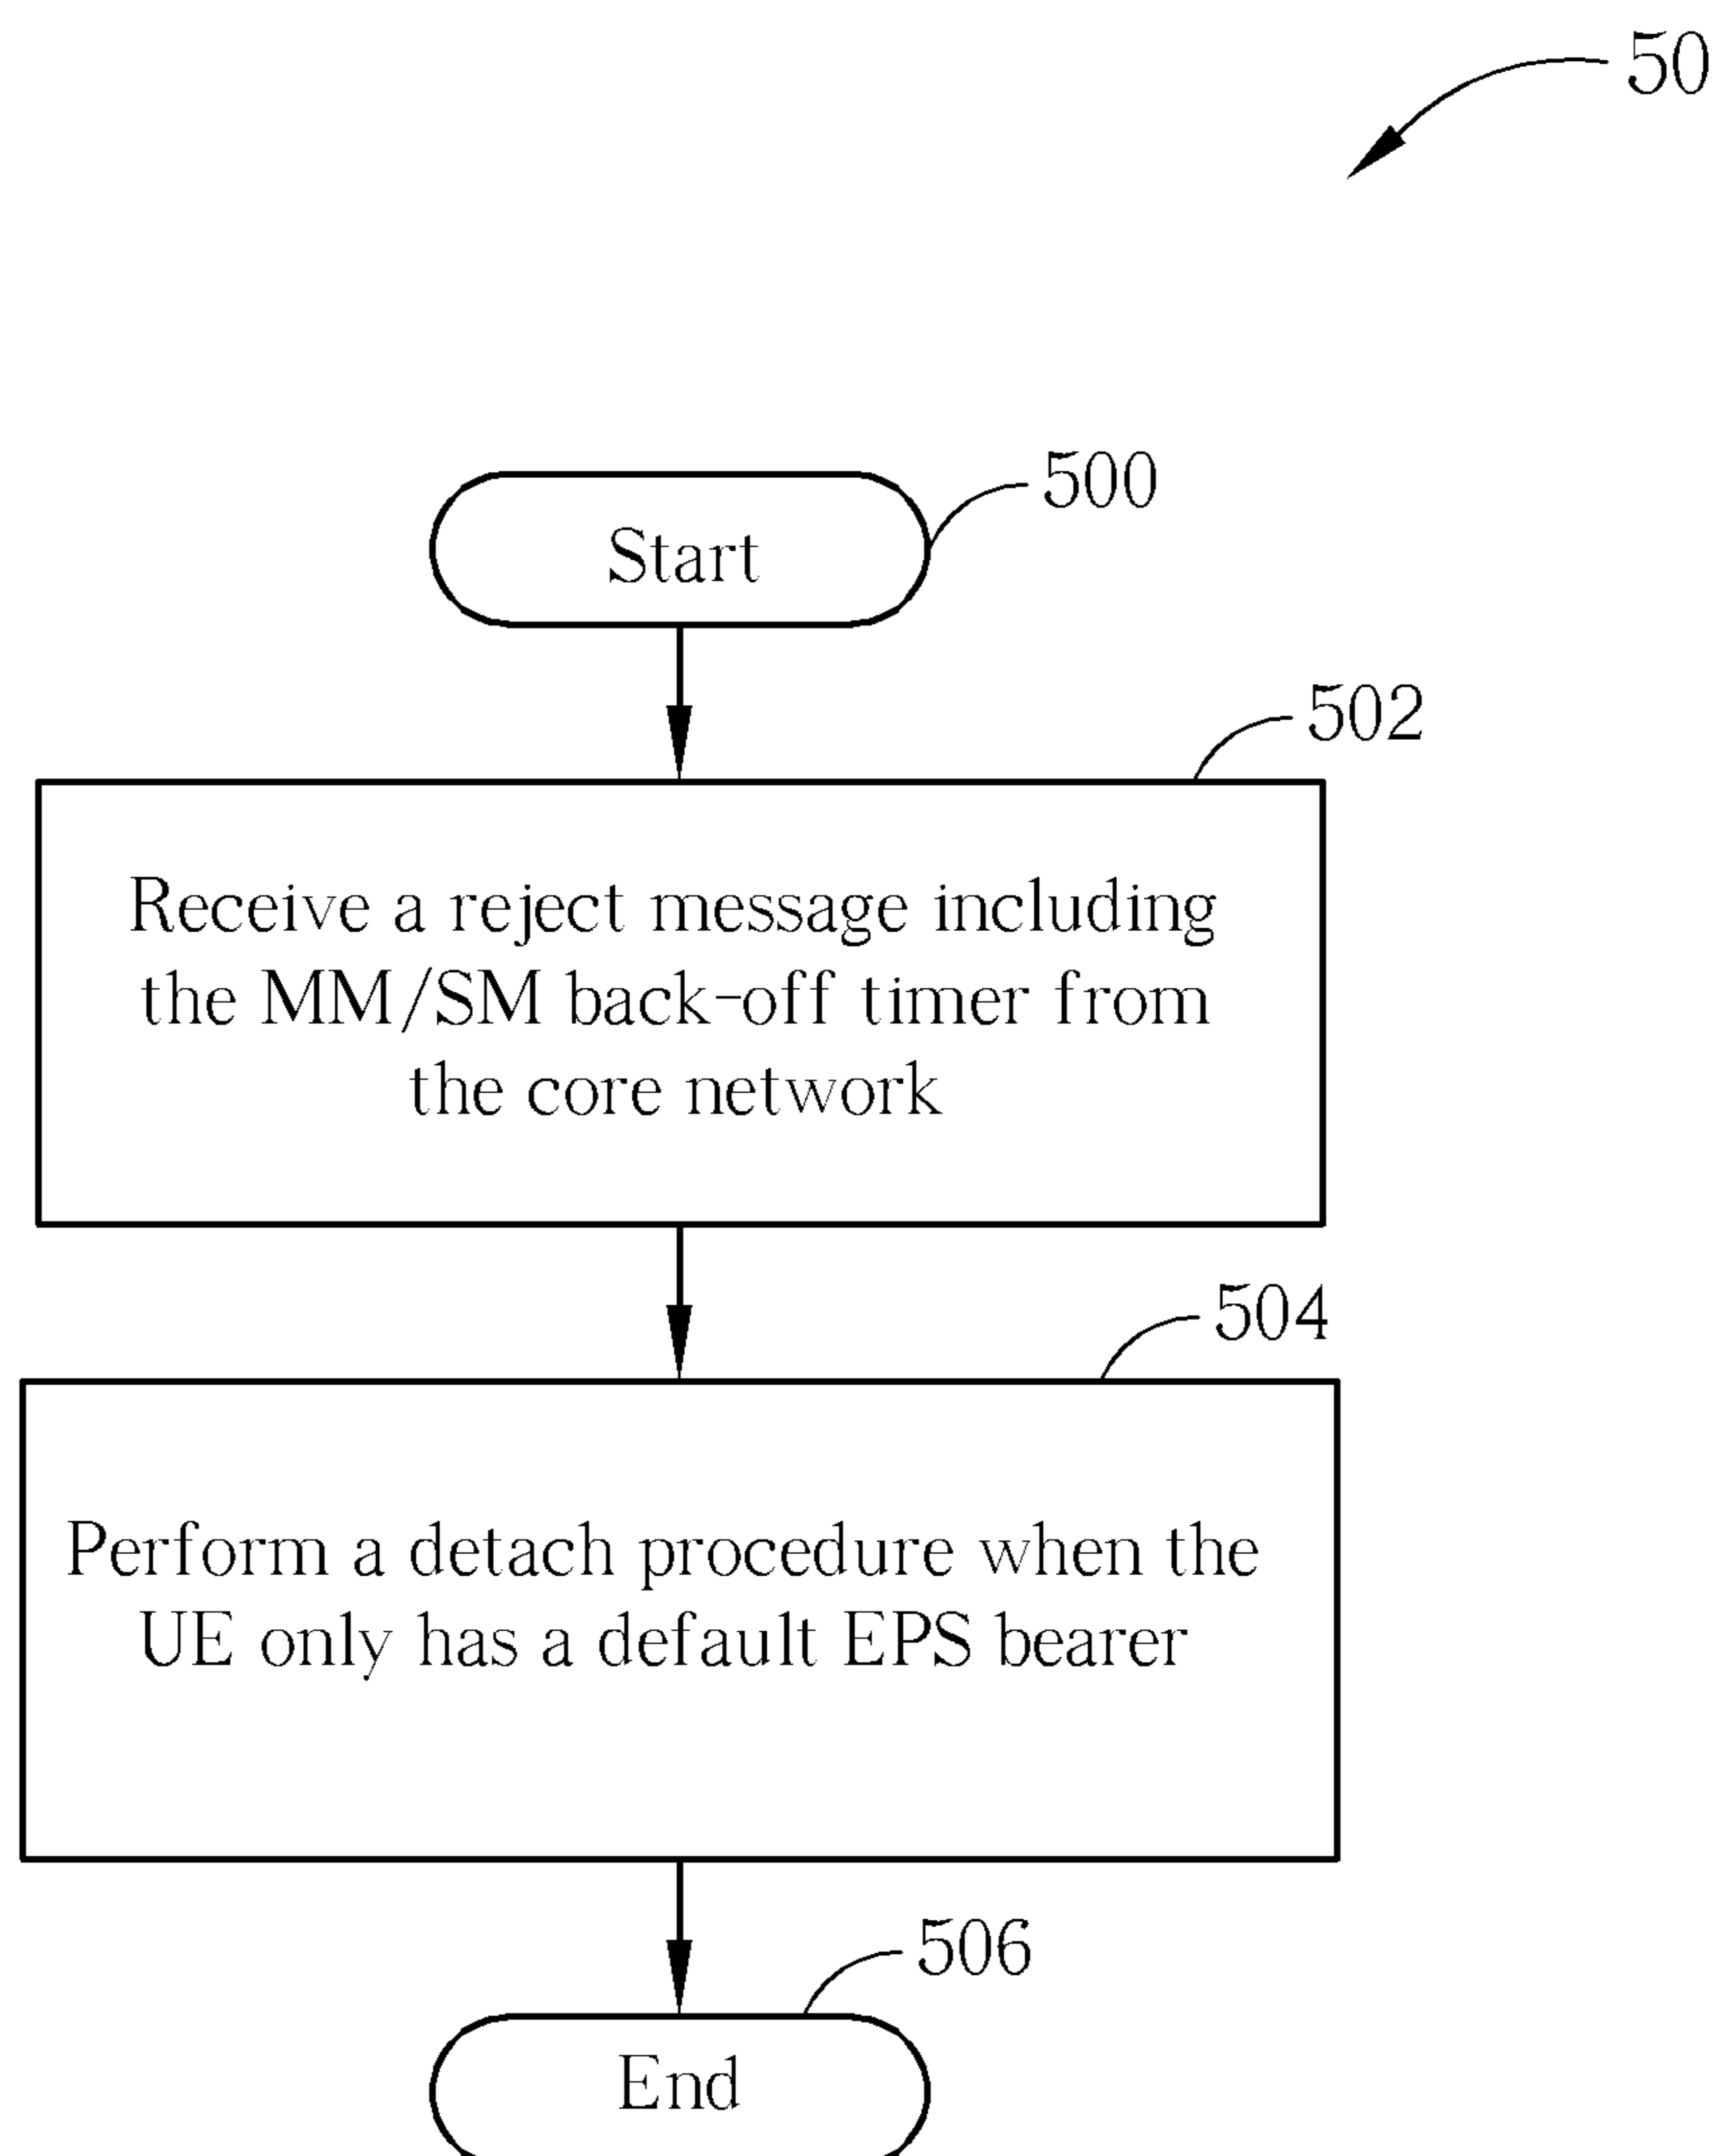 50
500
Start
502
Receive a reject message including
the MM/SM back-off timer from
the core network
504
Perform a detach procedure when the
UE only has a default EPS bearer
506
End